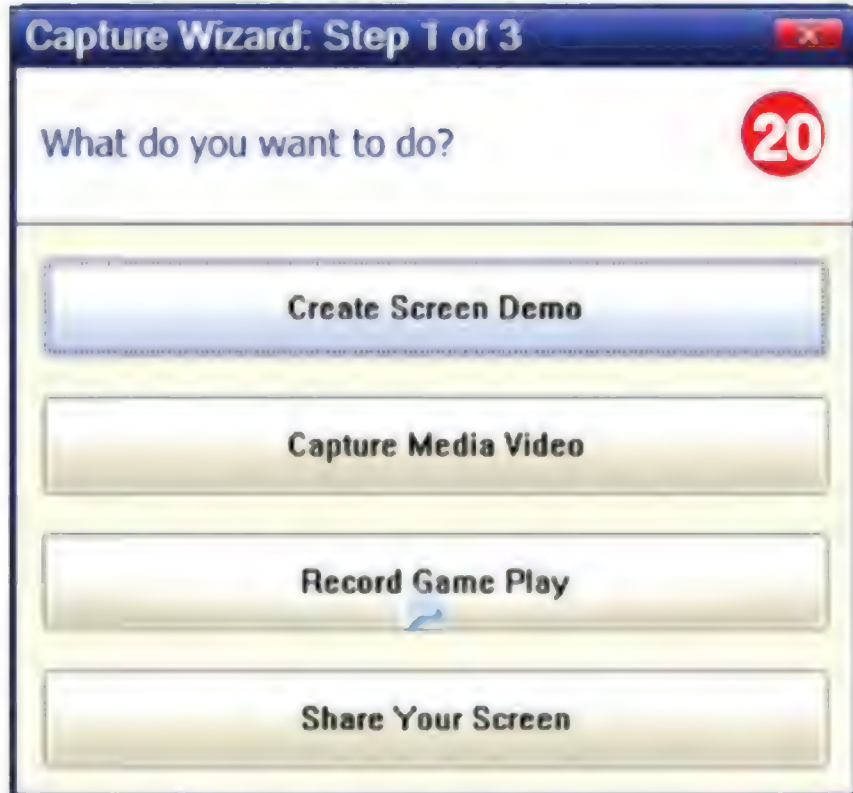 Capture Wizard: Step 1 of 3
What do you want to do?
20
Create Screen Demo
Capture Media Video
Record Game Play
Share Your Screen